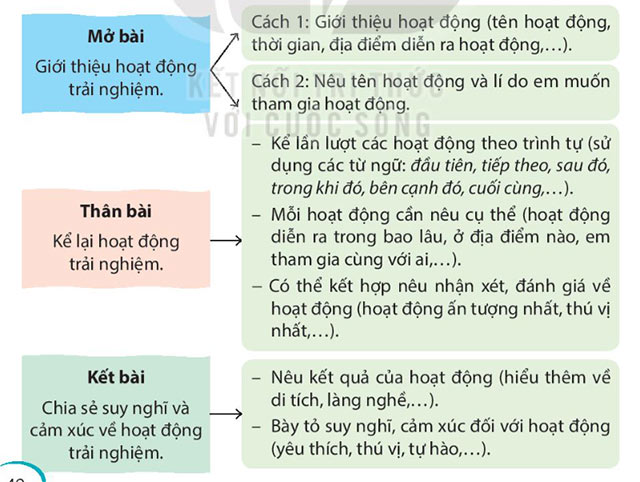 Mở bài
Giới thiệu hoạt động
trải nghiệm.
Cách 1: Giới thiệu hoạt động (tên hoạt động,
thời gian, địa điểm diễn ra hoạt động,…).
Cách 2: Nêu tên hoạt động và lí do em muốn
tham gia hoạt động.
KẾT NỐI TRI THỨC
VỚI CUỘC SỐNG
Thân bài
Kể lại hoạt động
trải nghiệm.
– Kể lần lượt các hoạt động theo trình tự (sử
dụng các từ ngữ: đầu tiên, tiếp theo, sau đó,
trong khi đó, bên cạnh đó, cuối cùng,…).
– Mỗi hoạt động cần nêu cụ thể (hoạt động
diễn ra trong bao lâu, ở địa điểm nào, em
tham gia cùng với ai,…).
– Có thể kết hợp nêu nhận xét, đánh giá về
hoạt động (hoạt động ấn tượng nhất, thú vị
nhất,…).
Kết bài
Chia sẻ suy nghĩ và
cảm xúc về hoạt động
trải nghiệm.
– Nêu kết quả của hoạt động (hiểu thêm về
di tích, làng nghề,…).
– Bày tỏ suy nghĩ, cảm xúc đối với hoạt động
(yêu thích, thú vị, tự hào,…).